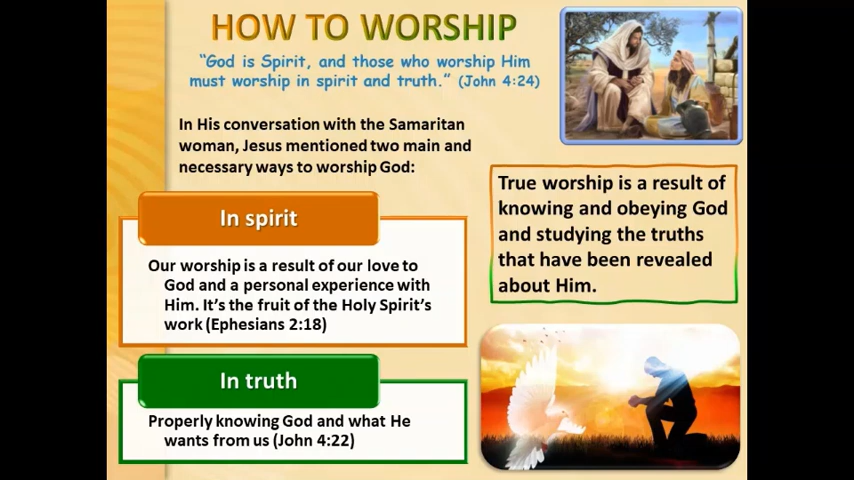 HOW TO WORSHIP
“God is Spirit, and those who worship Him
must worship in spirit and truth.” (John 4:24)
In His conversation with the Samaritan
woman, Jesus mentioned two main and
necessary ways to worship God:
In spirit
Our worship is a result of our love to
God and a personal experience with
Him. It’s the fruit of the Holy Spirit’s
work (Ephesians 2:18)
In truth
Properly knowing God and what He
wants from us (John 4:22)
True worship is a result of
knowing and obeying God
and studying the truths
that have been revealed
about Him.